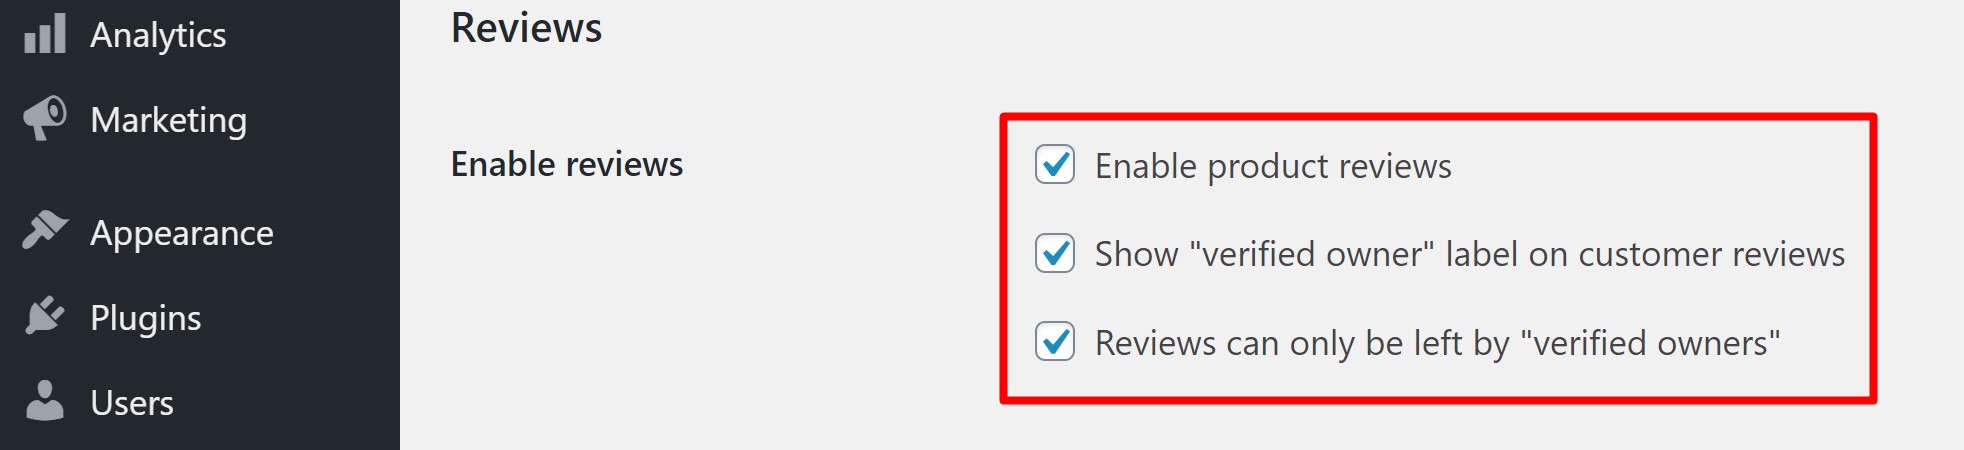 Analytics
Marketing
Appearance
Plugins
Users
Reviews
Enable reviews
Enable product reviews
Show "verified owner" label on customer reviews
Reviews can only be left by "verified owners"